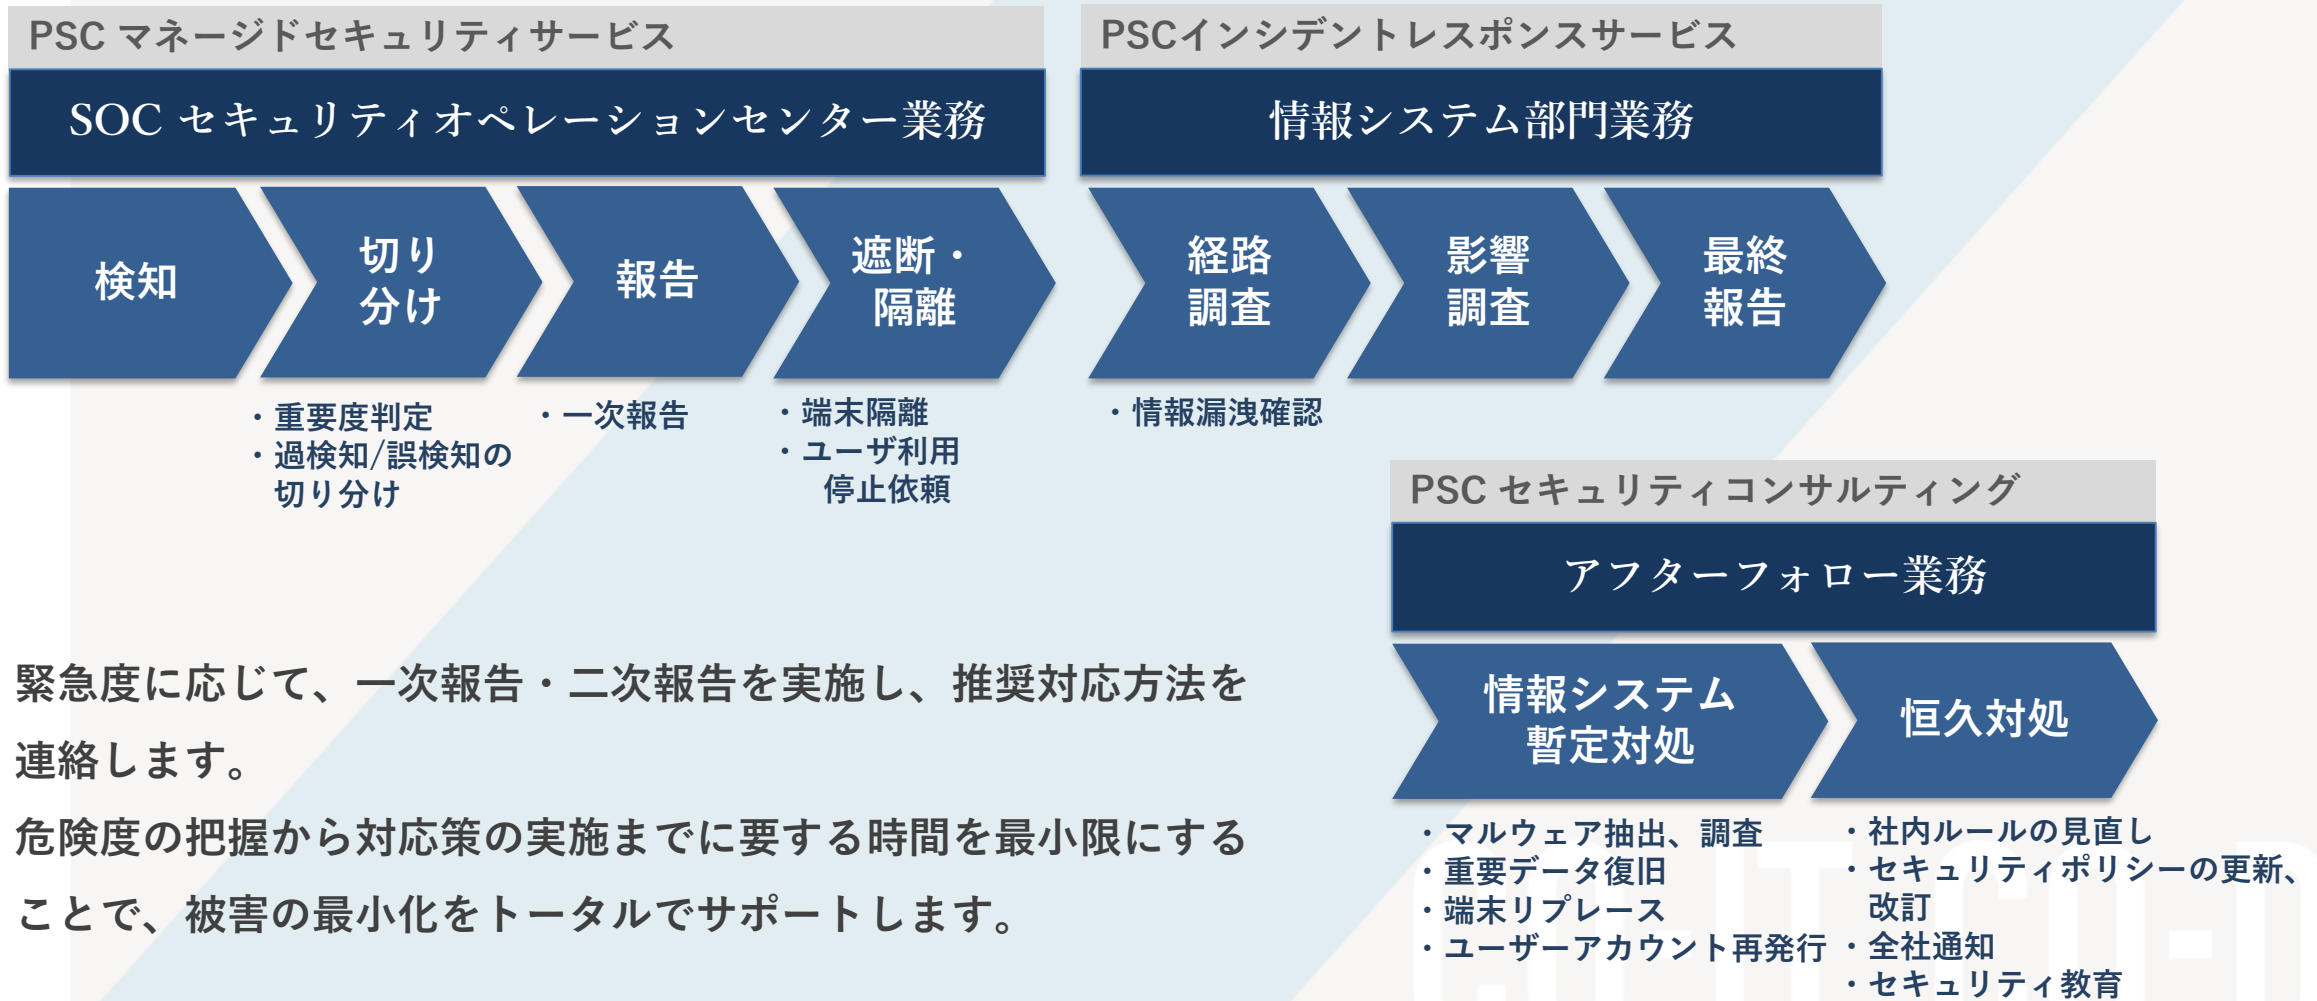 PSC マネージドセキュリティサービス
SOC セキュリティオペレーションセンター業務
検知
切り
分け
報告
遮断・
隔離
・重要度判定
・過検知/誤検知の
切り分け
・一次報告
・端末隔離
・ユーザ利用
停止依頼
PSCインシデントレスポンスサービス
情報システム部門業務
経路
調査
影響
調査
最終
報告
・情報漏洩確認
PSC セキュリティコンサルティング
アフターフォロー業務
情報システム
暫定対処
恒久対処
・マルウェア抽出、調査
・重要データ復旧
・端末リプレース
・ユーザーアカウント再発行
・社内ルールの見直し
・セキュリティポリシーの更新、
改訂
・全社通知
・セキュリティ教育
緊急度に応じて、一次報告・二次報告を実施し、推奨対応方法を
連絡します。
危険度の把握から対応策の実施までに要する時間を最小限にする
ことで、被害の最小化をトータルでサポートします。